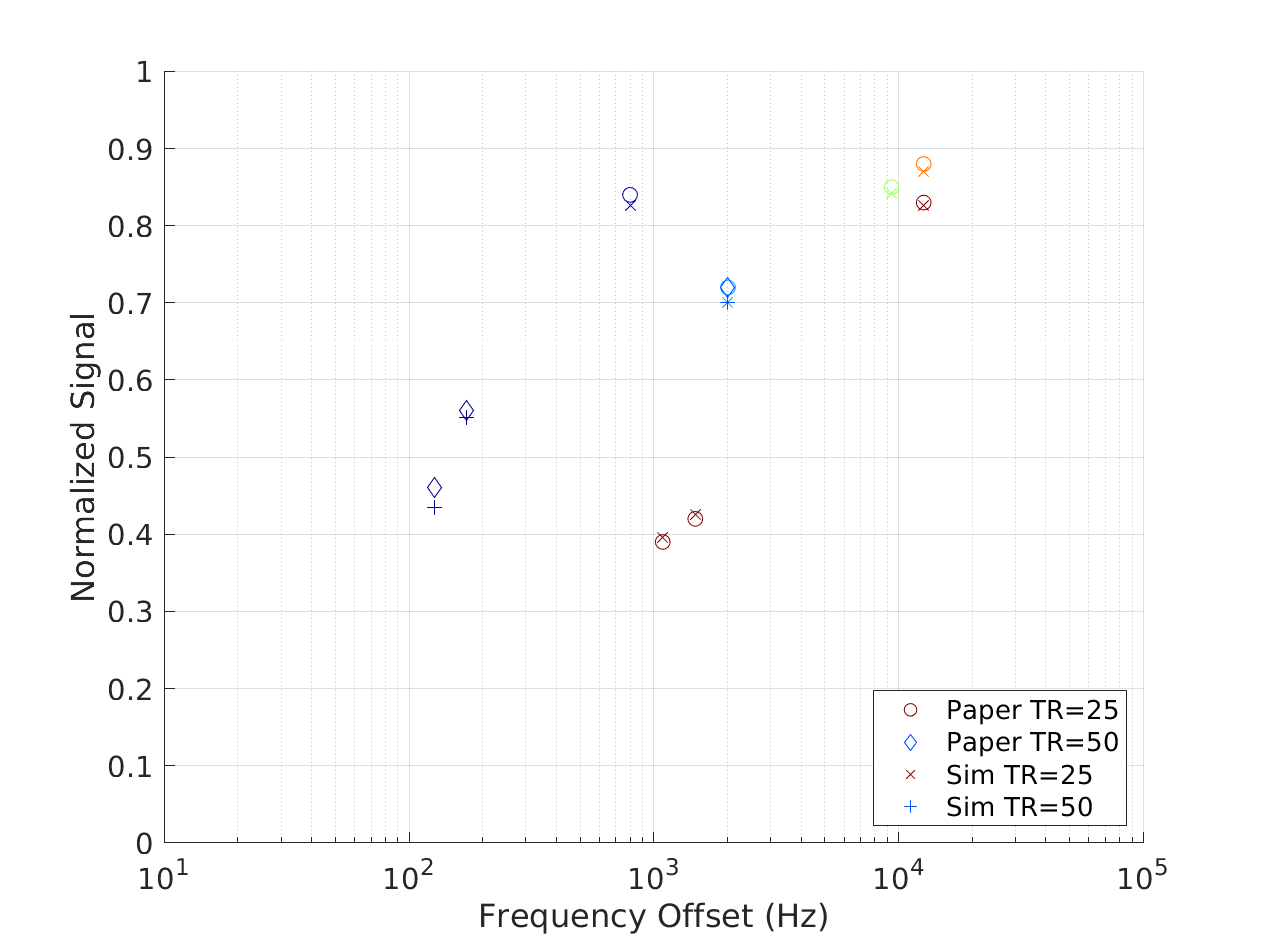 1
0.9
0.8
0.7
0.6
0.5
0.4
0.3
0.2
0.1
0
Normalized Signal
Paper TR=25
Paper TR=50
Sim TR=25
Sim TR=50
10^1 10^2 10^3 10^4 10^5
Frequency Offset (Hz)